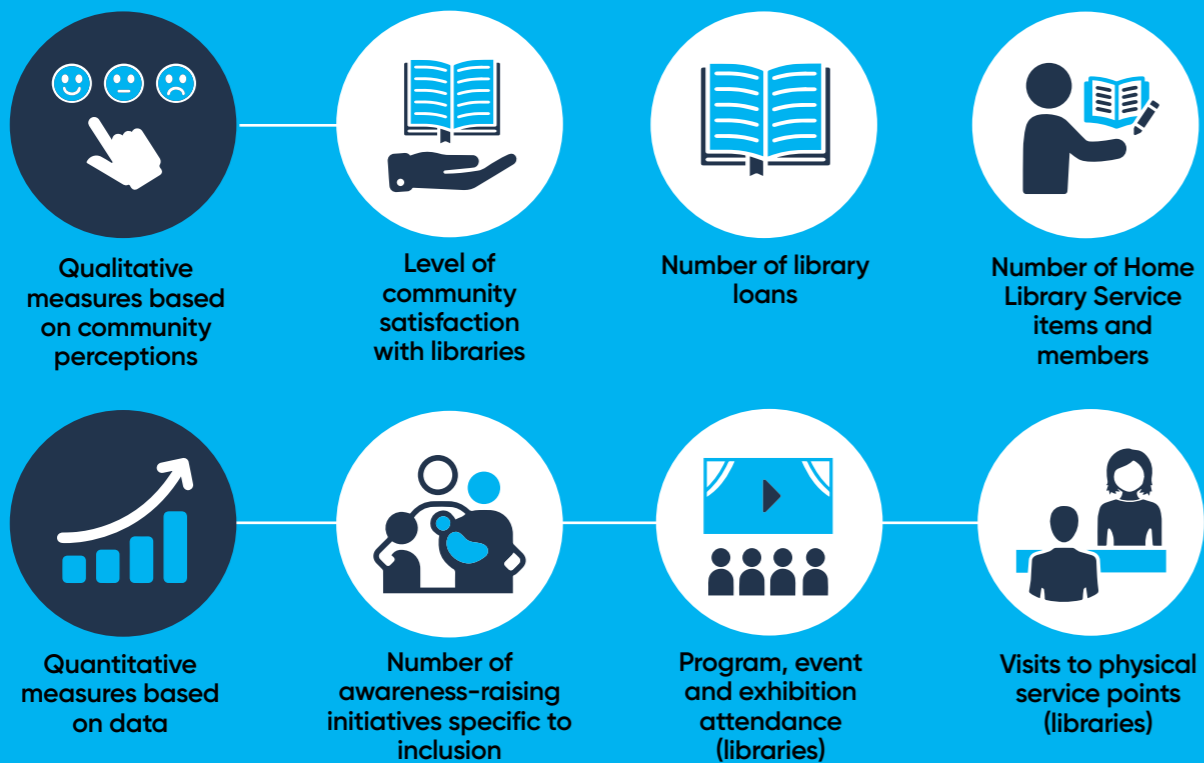 Qualitative
measures based
on community
perceptions
Level of
community
satisfaction
with libraries
Number of library
loans
Number of Home
Library Service
items and
members
Quantitative
measures based
on data
Number of
awareness-raising
initiatives specific to
inclusion
Program, event
and exhibition
attendance
(libraries)
Visits to physical
service points
(libraries)